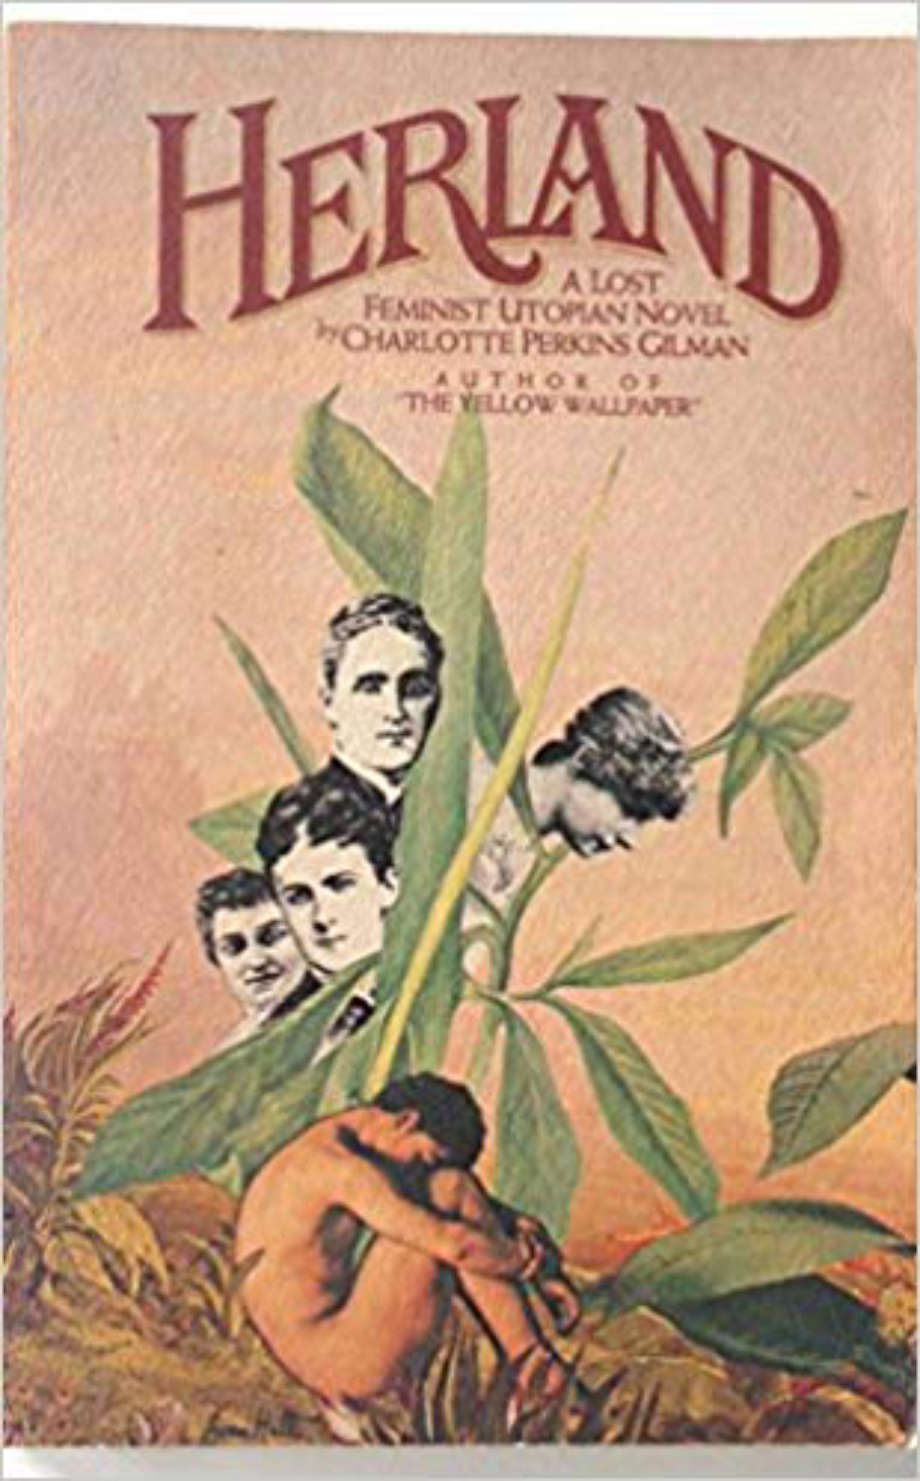 HERLAND
A LOST
FEMINIST UTOPIAN NOVEL
by CHARLOTTE PERKINS GILMAN
AUTHOR OF
"THE YELLOW WALLPAPER"